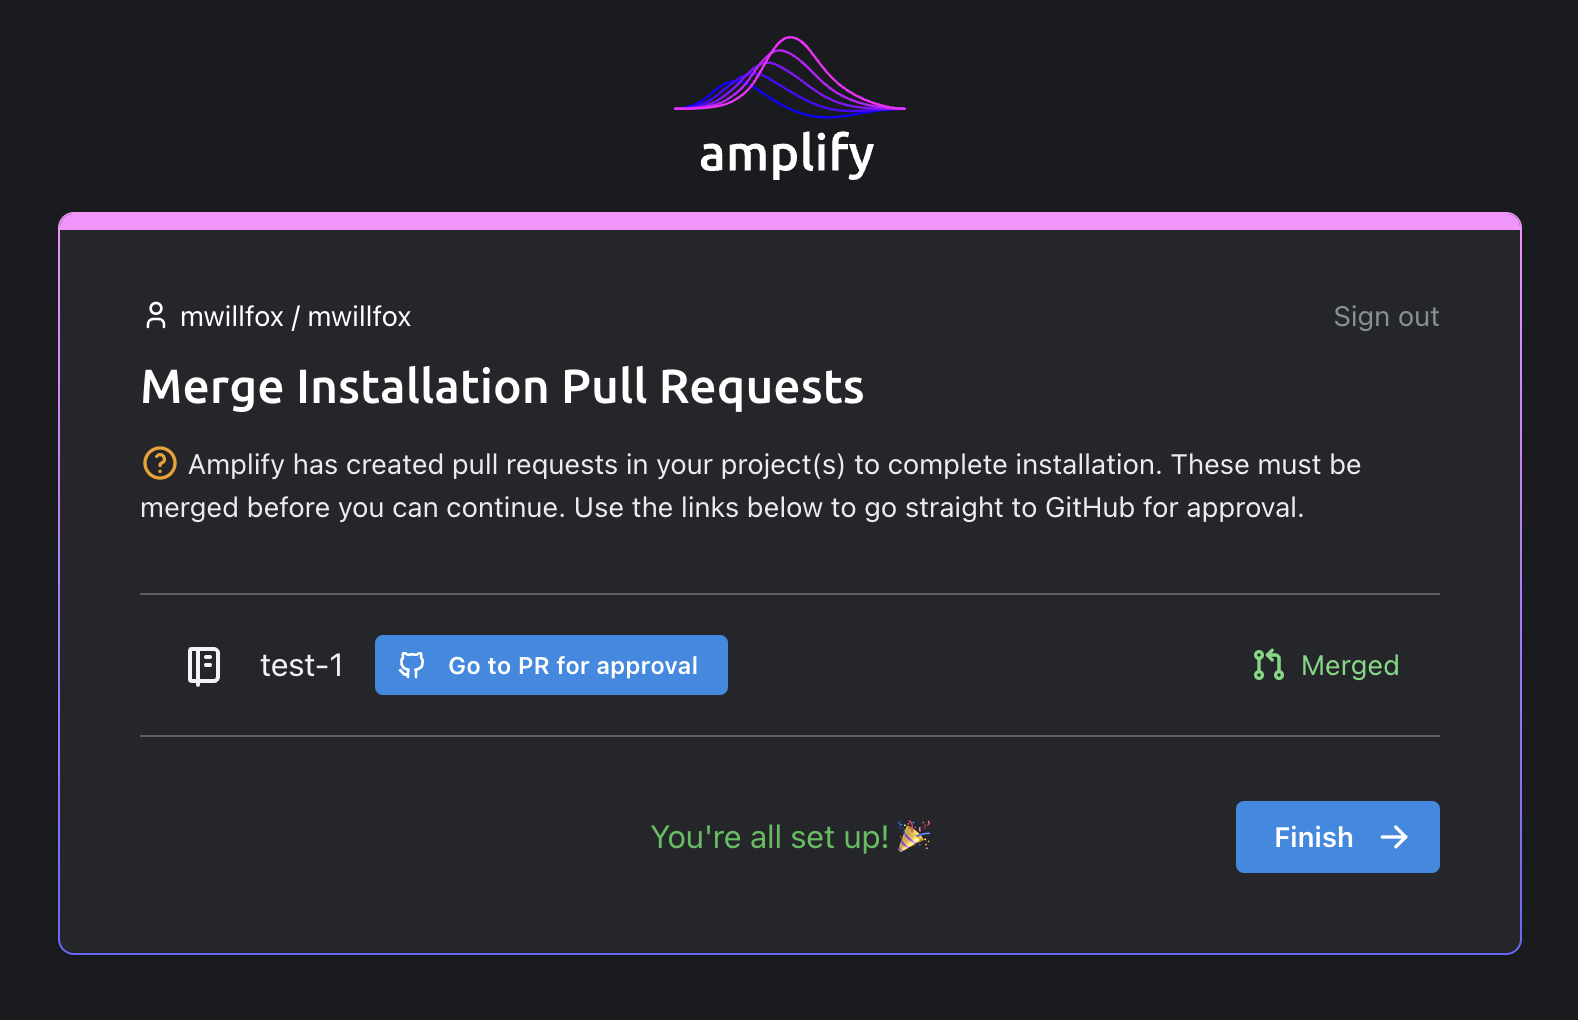 amplify
mwillfox / mwillfox
Sign out
Merge Installation Pull Requests
Amplify has created pull requests in your project(s) to complete installation. These must be
merged before you can continue. Use the links below to go straight to GitHub for approval.
test-1
Go to PR for approval
Merged
You're all set up! 🎉
Finish →